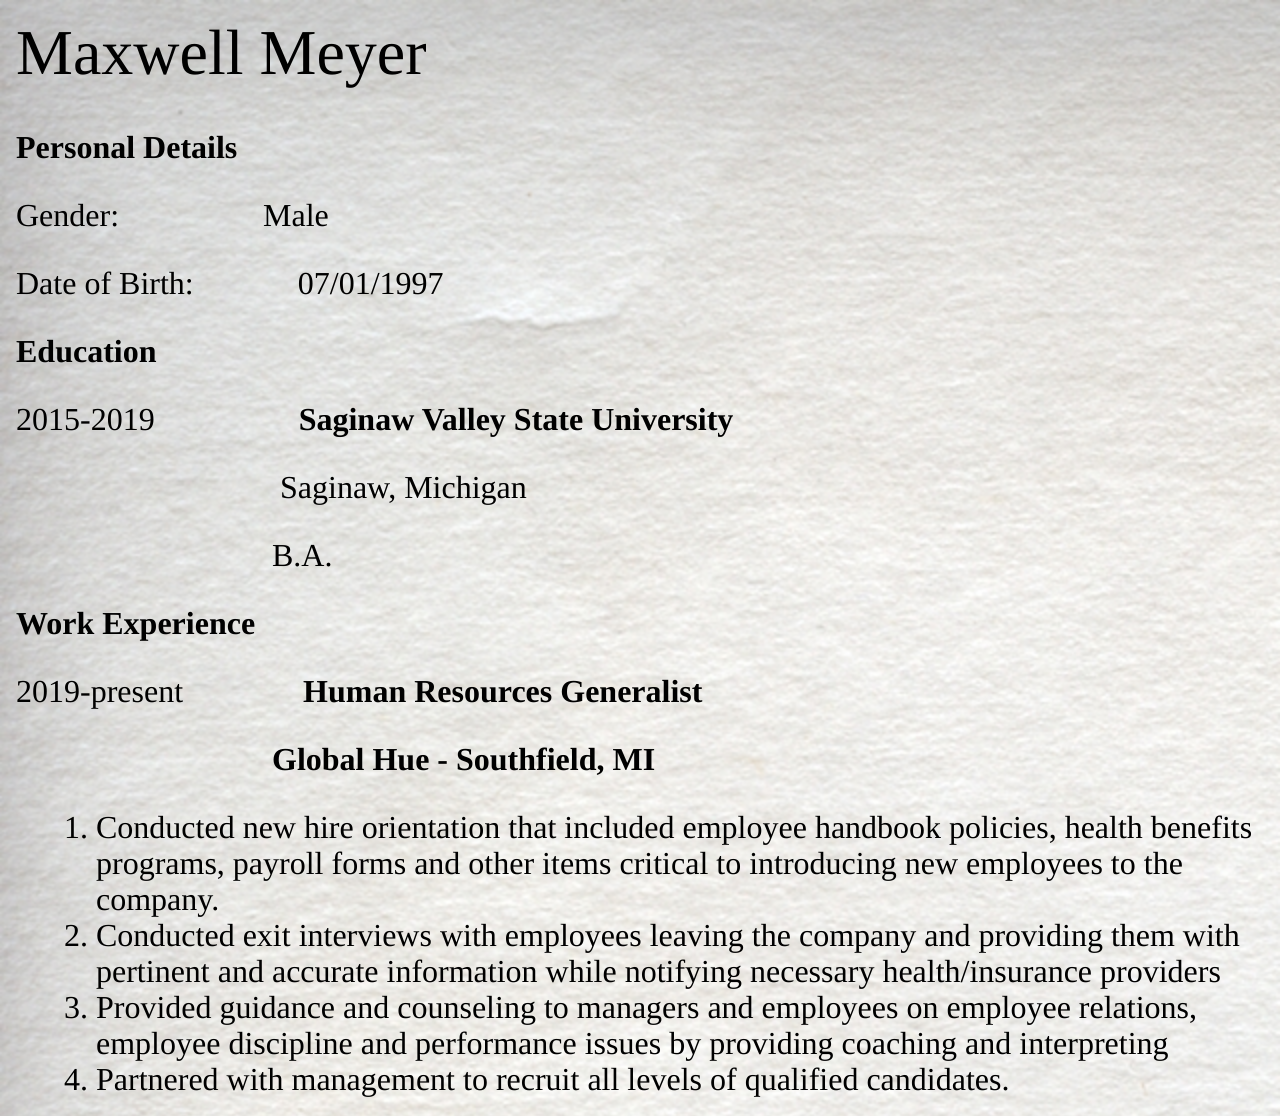 Maxwell Meyer
Personal Details
Gender: Male
Date of Birth: 07/01/1997
Education
2015-2019 Saginaw Valley State University
Saginaw, Michigan
B.A.
Work Experience
2019-present Human Resources Generalist
Global Hue - Southfield, MI
1. Conducted new hire orientation that included employee handbook policies, health benefits
programs, payroll forms and other items critical to introducing new employees to the
company.
2. Conducted exit interviews with employees leaving the company and providing them with
pertinent and accurate information while notifying necessary health/insurance providers
3. Provided guidance and counseling to managers and employees on employee relations,
employee discipline and performance issues by providing coaching and interpreting
4. Partnered with management to recruit all levels of qualified candidates.